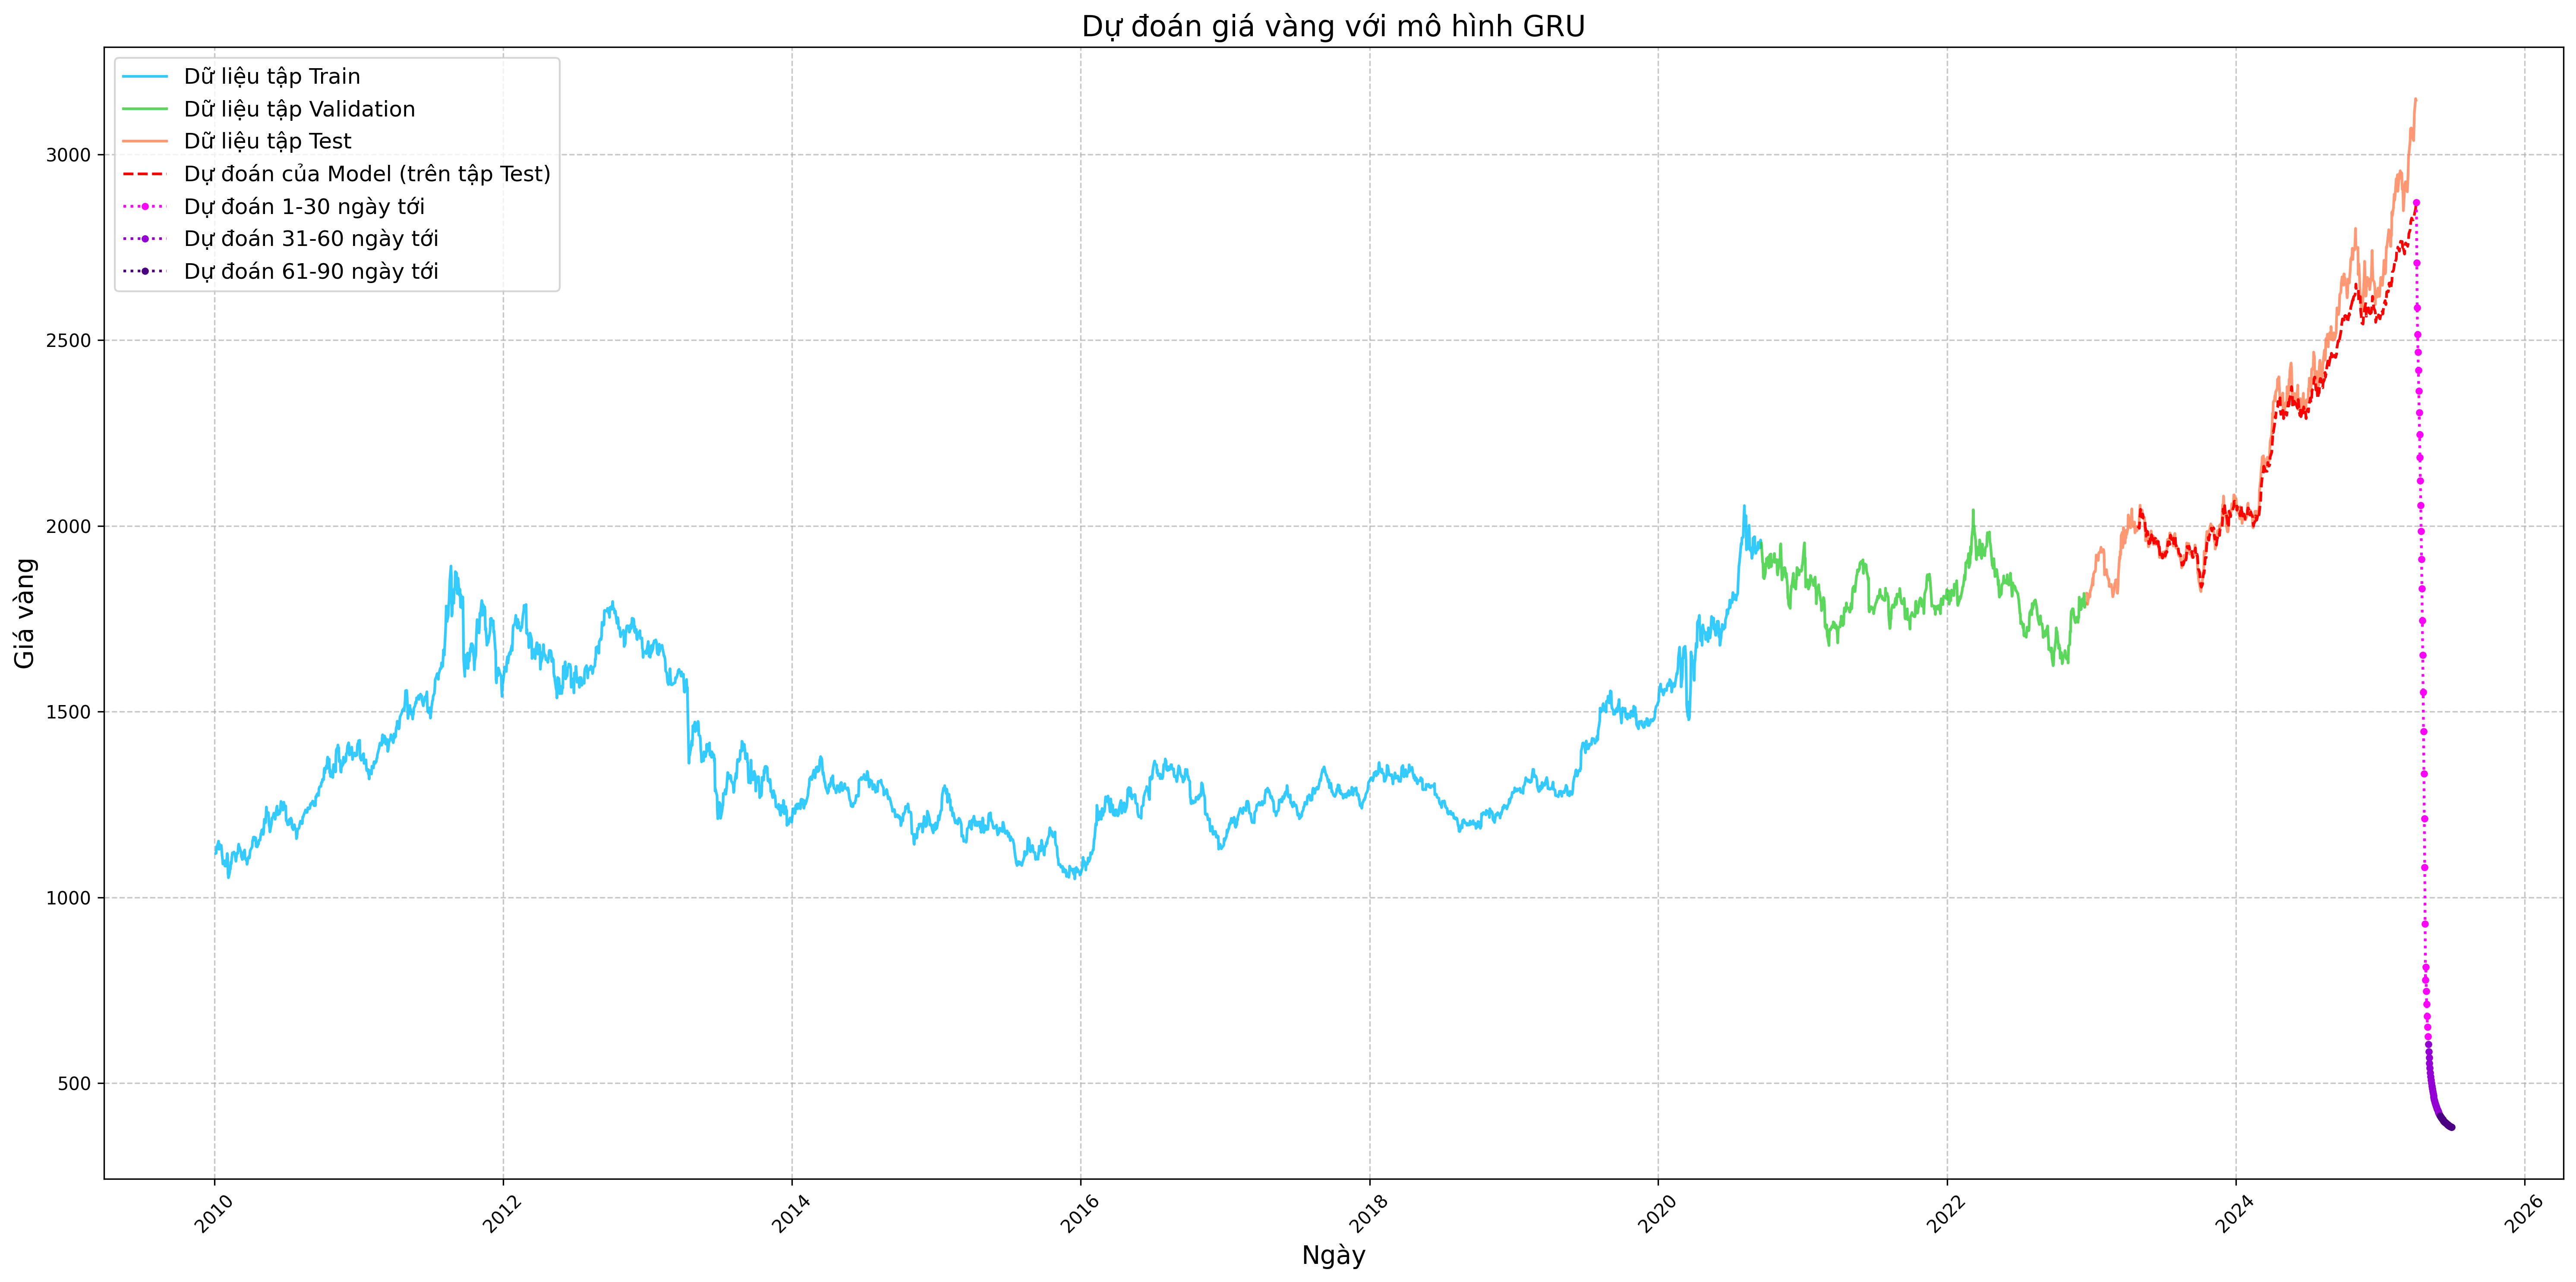 Dự đoán giá vàng với mô hình GRU
Dữ liệu tập Train
Dữ liệu tập Validation
Dữ liệu tập Test
Dự đoán của Model (trên tập Test)
Dự đoán 1-30 ngày tới
Dự đoán 31-60 ngày tới
Dự đoán 61-90 ngày tới
Giá vàng
3000
2500
2000
1500
1000
500
2010 2012 2014 2016 2018 2020 2022 2024 2026
Ngày